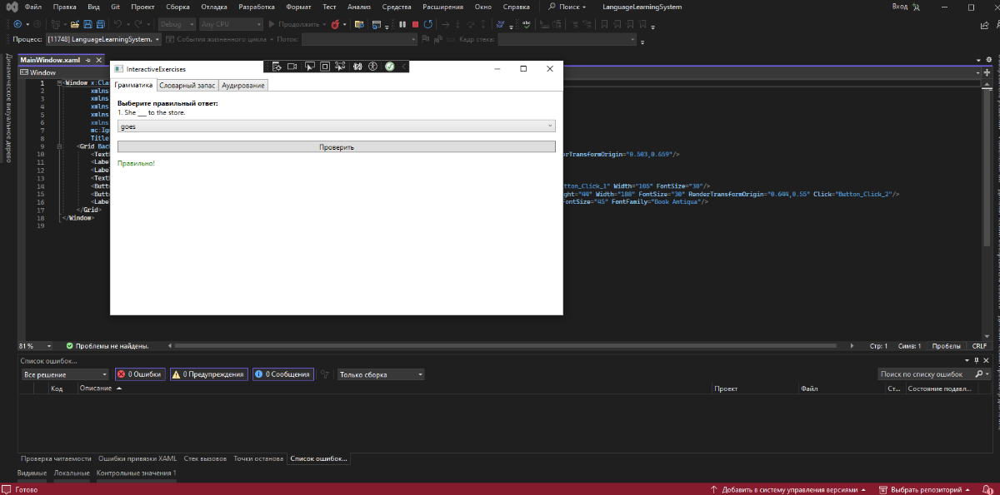 Файл Правка Вид Git Проект Сборка Отладка Разработка Формат Тест Анализ Средства Расширения Окно Справка Поиск LanguageLearningSystem Вход
Debug Any CPU Продолжить
Процесс: [11748] LanguageLearningSystem. События жизненного цикла Поток: Кадр стека:
Динамическое визуальное дерево
MainWindow.xaml
Window
InteractiveExercises
Грамматика Словарный запас Аудирование
Выберите правильный ответ:
1. She ___ to the store.
goes
Проверить
Правильно!
1 <Window x:Cla
2 xmlns
3 xmlns
4 xmlns
5 xmlns
6 xmlns
7 mc:Ign
8 Title
9 <Grid Bac
10 <Text rTransformOrigin="0.503,0.659"/>
11 <Labe
12 <Labe
13 <Text
14 <Butt tton_Click_1" Width="105" FontSize="30"/>
15 <Butt ght="44" Width="188" FontSize="30" RenderTransformOrigin="0.644,0.55" Click="Button_Click_2"/>
16 <Labe FontSize="45" FontFamily="Book Antiqua"/>
17 </Grid>
18 </Window>
19
81 % Проблемы не найдены. Стр: 1 Симв: 1 Пробелы CRLF
Список ошибок...
Все решение 0 Ошибки 0 Предупреждения 0 Сообщения Только сборка Поиск по списку ошибок
Код Описание Проект Файл Ст... Состояние подавл...
Проверка читаемости Ошибки привязки XAML Стек вызовов Точки останова Список ошибок...
Видимые Локальные Контрольные значения 1
Готово Добавить в систему управления версиями Выбрать репозиторий